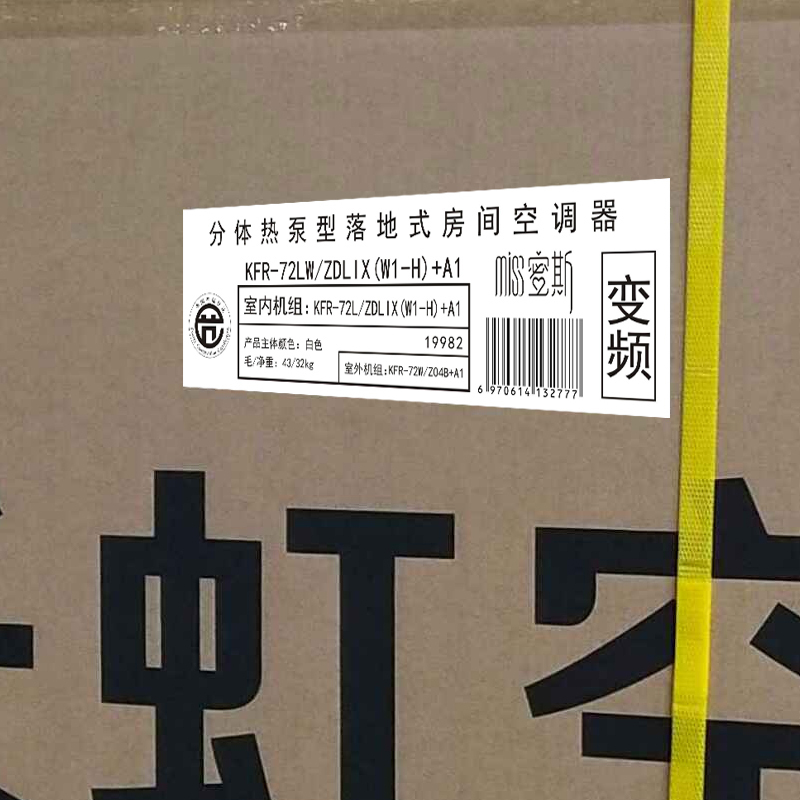 分体热泵型落地式房间空调器
KFR-72LW/ZDLIX(W1-H)+A1
miss蜜斯
室内机组：KFR-72L/ZDLIX(W1-H)+A1
产品主体颜色：白色
19982
毛/净重：43/32kg
室外机组:KFR-72W/Z04B+A1
6 970614 132777
变频
虹空